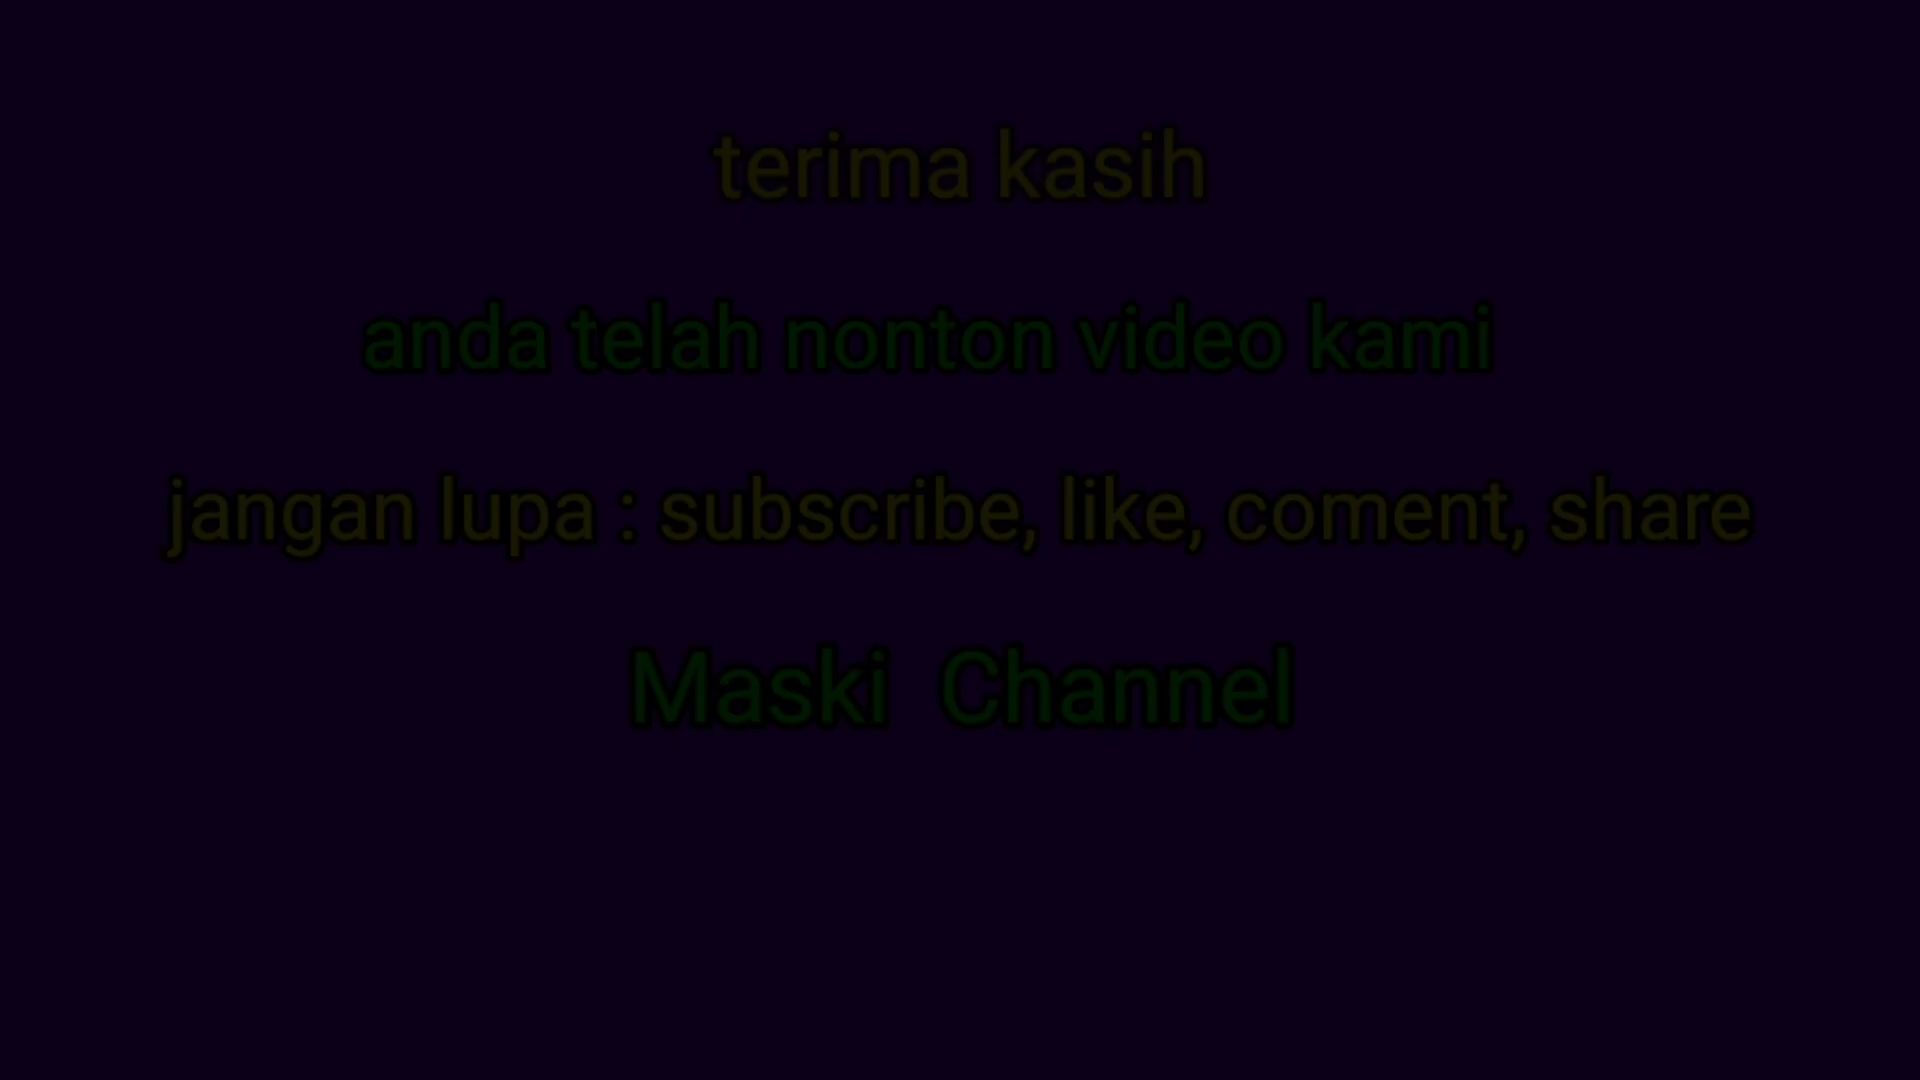 terima kasih
anda telah nonton video kami
jangan lupa : subscribe, like, coment, share
Maski  Channel